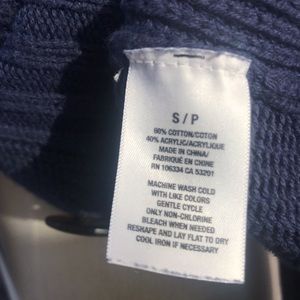 S/P
60% COTTON/COTON
40% ACRYLIC/ACRYLIQUE
MADE IN CHINA/
FABRIQUÉ EN CHINE
RN 106334 CA 53201
MACHINE WASH COLD
WITH LIKE COLORS
GENTLE CYCLE
ONLY NON-CHLORINE
BLEACH WHEN NEEDED
RESHAPE AND LAY FLAT TO DRY
COOL IRON IF NECESSARY